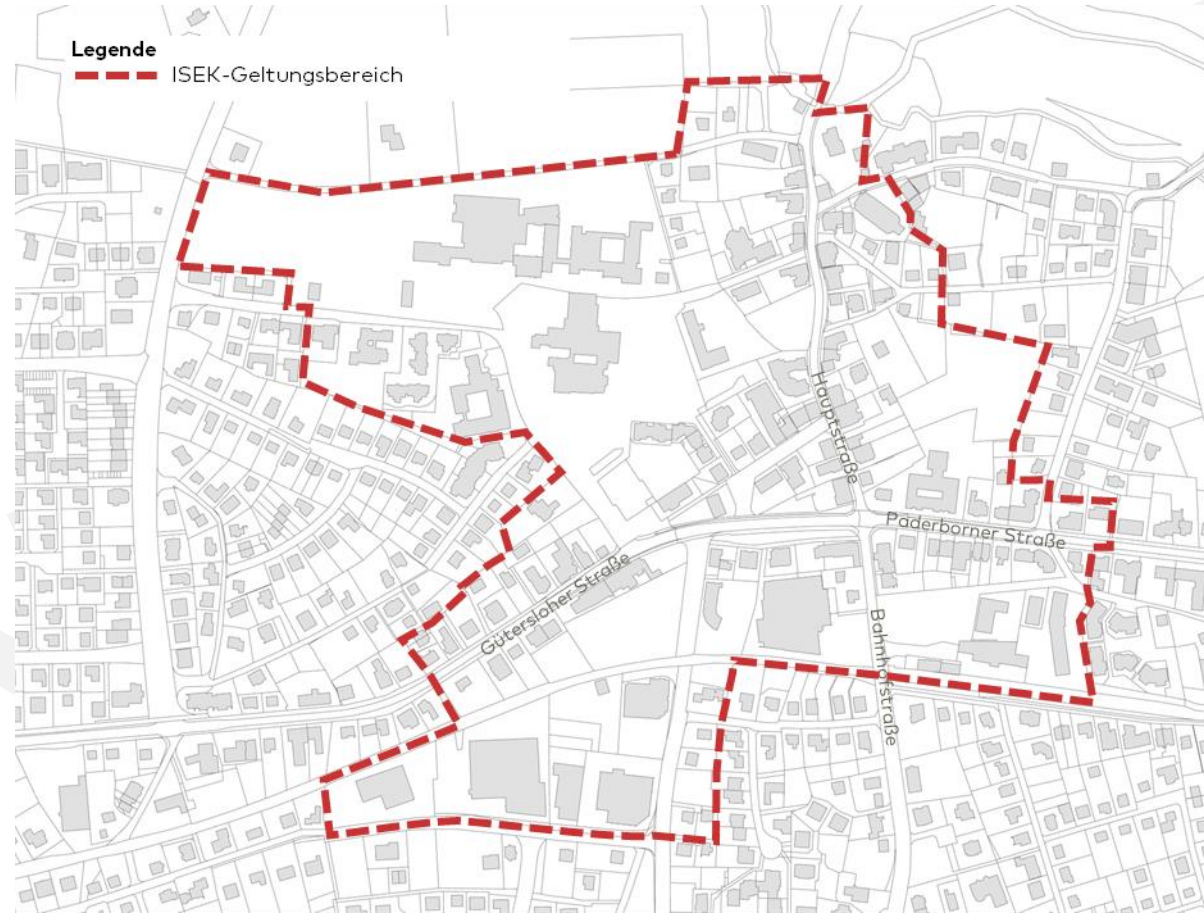 Legende
ISEK-Geltungsbereich
Hauptstraße
Paderborner Straße
Gütersloher Straße
Bahnhofstraße